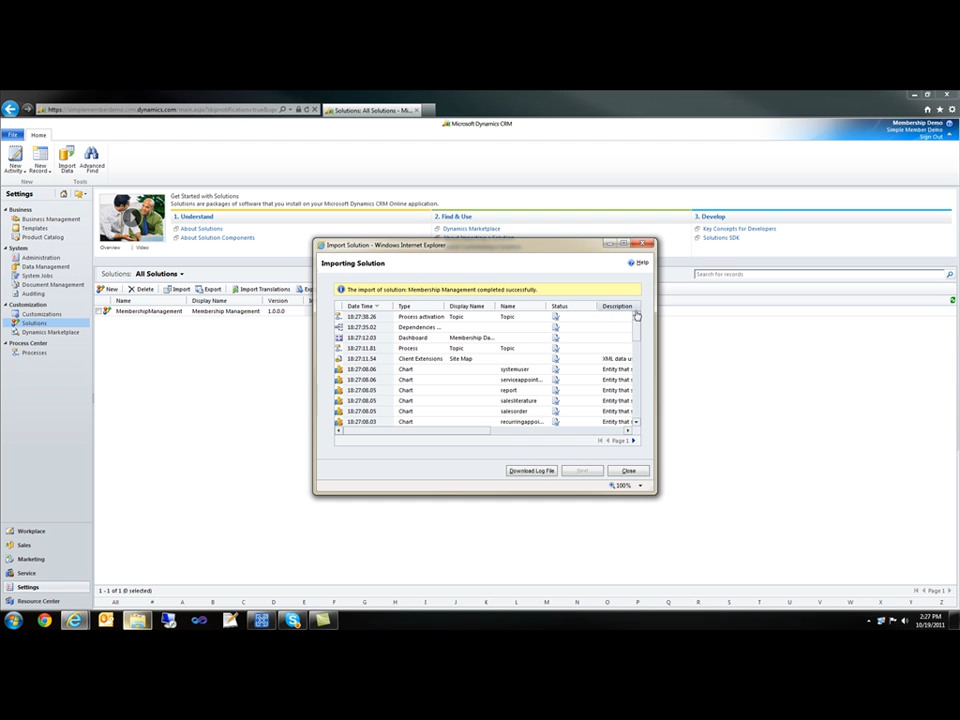 dynamics.com
Solutions: All Solutions - Mi...
Microsoft Dynamics CRM
Membership Demo
Simple Member Demo
Sign Out
File
Home
New Activity
New Record
Import Data
Advanced Find
New
Tools
Settings
Business
Business Management
Templates
Product Catalog
System
Administration
Data Management
System Jobs
Document Management
Auditing
Customization
Customizations
Solutions
Dynamics Marketplace
Process Center
Processes
Workplace
Sales
Marketing
Service
Settings
Resource Center
Get Started with Solutions
Solutions are packages of software that you install on your Microsoft Dynamics CRM Online application.
1. Understand
2. Find & Use
3. Develop
About Solutions
Dynamics Marketplace
Key Concepts for Developers
About Solution Components
Solutions SDK
Overview | Video
Solutions: All Solutions
Search for records
New Delete Import Export Import Translations
Name Display Name Version
MembershipManagement Membership Management 1.0.0.0
Import Solution - Windows Internet Explorer
Importing Solution
Help
The import of solution: Membership Management completed successfully.
Date Time Type Display Name Name Status Description
18:27:38.26 Process activation Topic Topic
18:27:35.02 Dependencies ...
18:27:12.03 Dashboard Membership Da...
18:27:11.81 Process Topic Topic
18:27:11.54 Client Extensions Site Map XML data u
18:27:08.06 Chart systemuser Entity that
18:27:08.06 Chart serviceappoint... Entity that
18:27:08.05 Chart report Entity that
18:27:08.05 Chart salesliterature Entity that
18:27:08.05 Chart salesorder Entity that
18:27:08.03 Chart recurringappoi... Entity that
Page 1
Download Log File
Close
100%
1 - 1 of 1 (0 selected)
Page 1
All # A B C D E F G H I J K L M N O P Q R S T U V W X Y Z
2:27 PM
10/19/2011